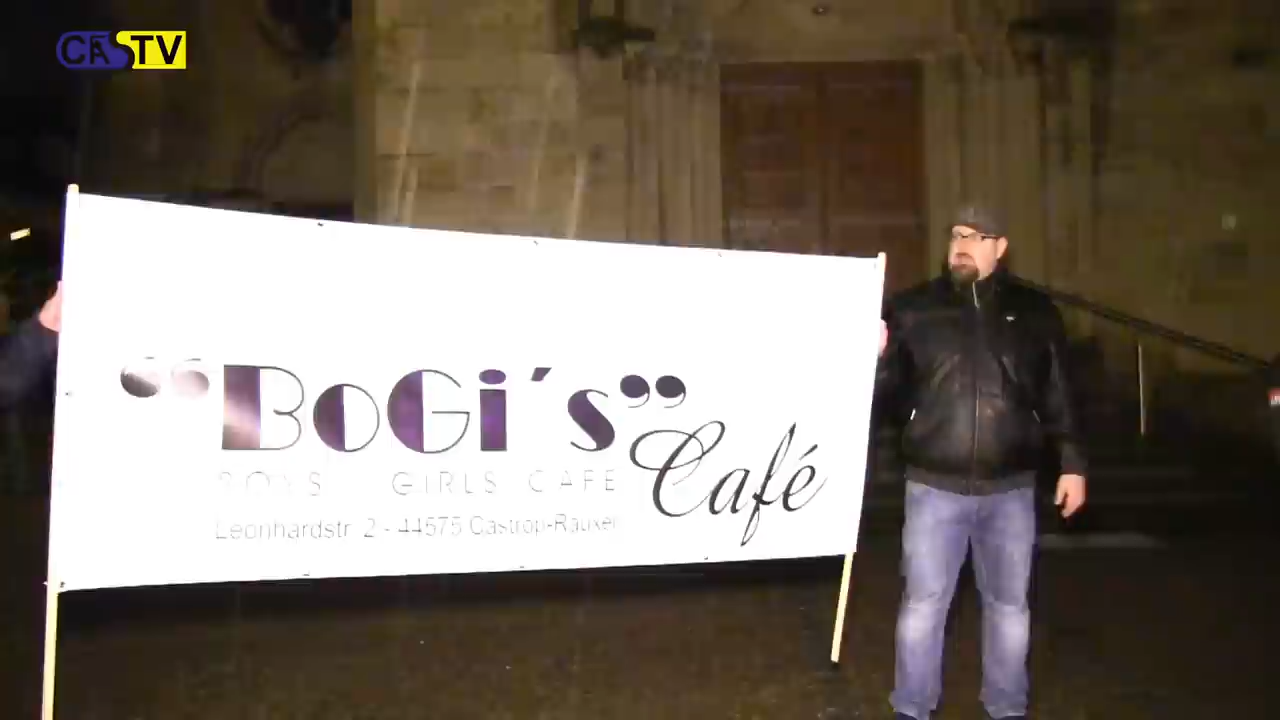 CASTV
“BoGi´s”
Café
BOYS GIRLS CAFE
Leonhardstr. 2 - 44575 Castrop-Rauxel